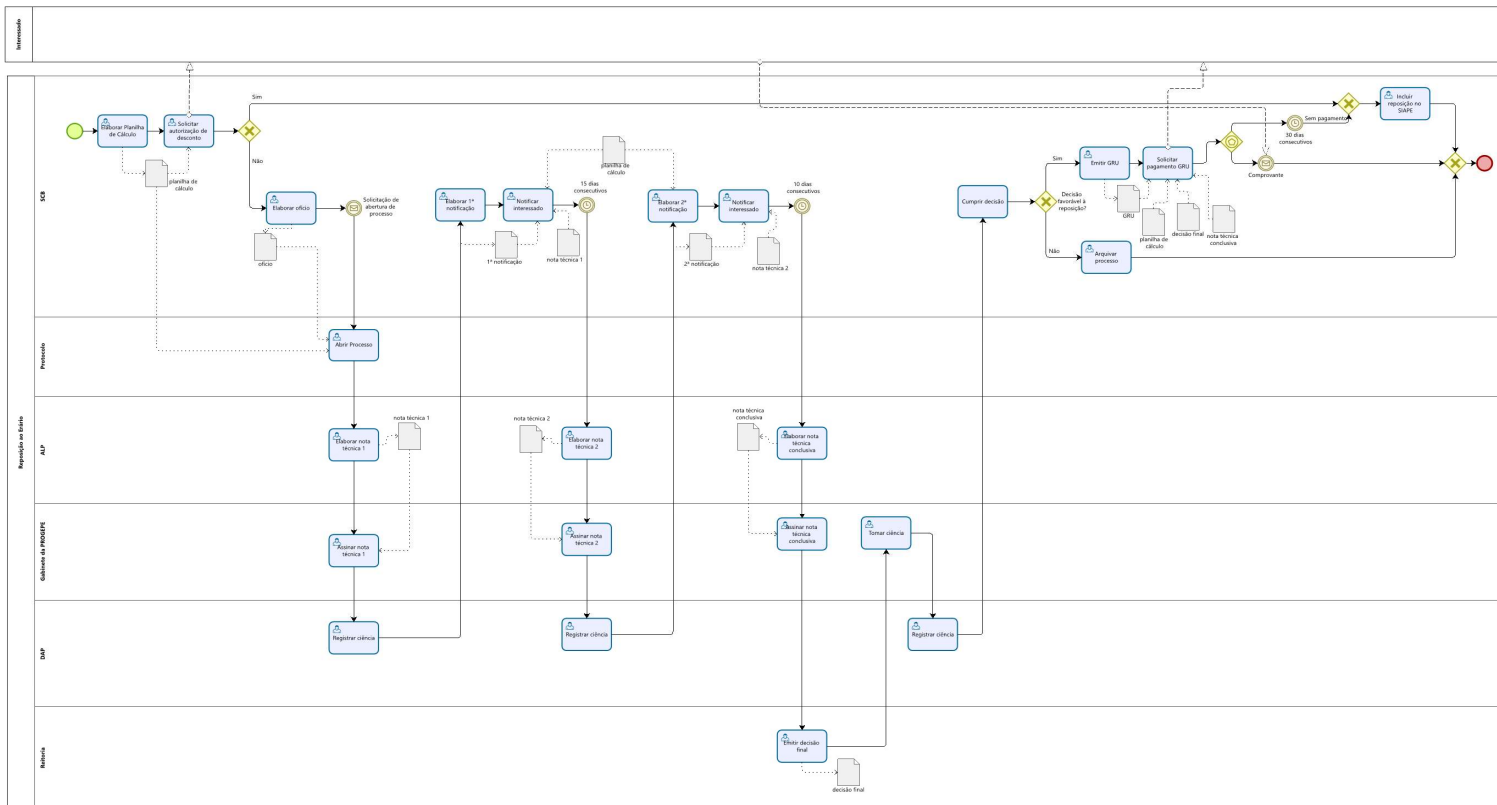 Interessado
Reposição ao Erário
SCB
Elaborar Planilha
de Cálculo
Solicitar
autorização de
desconto
planilha de
cálculo
Sim
Não
Elaborar ofício
ofício
Solicitação de
abertura de
processo
Elaborar 1ª
notificação
Notificar
interessado
1ª notificação
nota técnica 1
15 dias
consecutivos
planilha de
cálculo
Elaborar 2ª
notificação
Notificar
interessado
2ª notificação
nota técnica 2
10 dias
consecutivos
Cumprir decisão
Decisão
favorável à
reposição?
Sim
Não
Emitir GRU
GRU
Solicitar
pagamento GRU
planilha de
cálculo
decisão final
nota técnica
conclusiva
Arquivar
processo
30 dias
consecutivos
Sem pagamento
Comprovante
Incluir
reposição no
SIAPE
Protocolo
Abrir Processo
ALP
Elaborar nota
técnica 1
nota técnica 1
nota técnica 2
Elaborar nota
técnica 2
nota técnica
conclusiva
Elaborar nota
técnica
conclusiva
Gabinete da PROGEPE
Assinar nota
técnica 1
Assinar nota
técnica 2
Assinar nota
técnica
conclusiva
Tomar ciência
DAP
Registrar ciência
Registrar ciência
Registrar ciência
Reitoria
Emitir decisão
final
decisão final